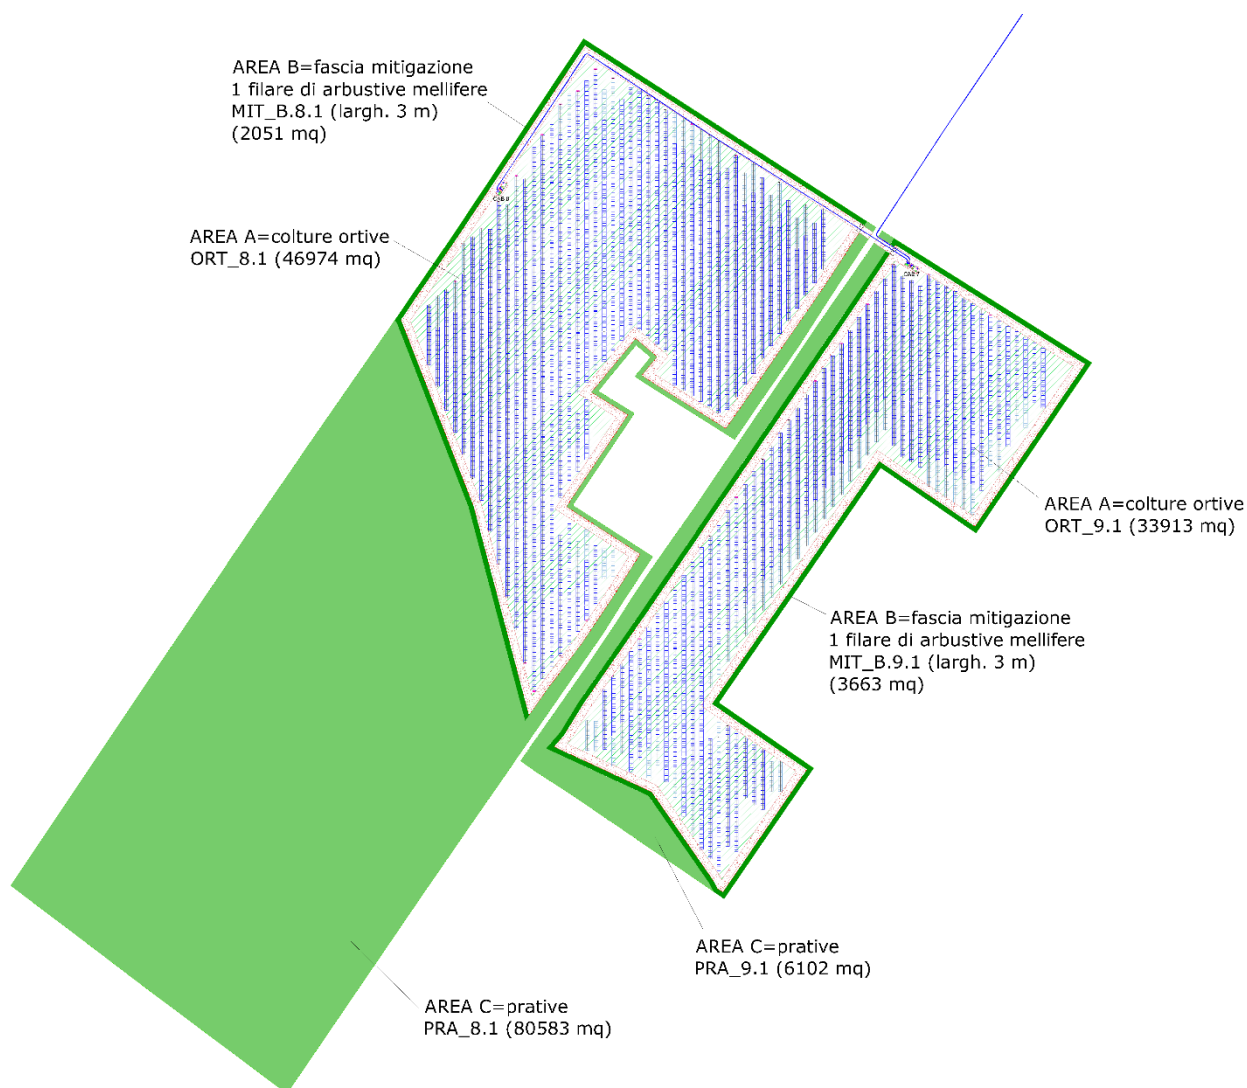 AREA B=fascia mitigazione
1 filare di arbustive mellifere
MIT_B.8.1 (largh. 3 m)
(2051 mq)
AREA A=colture ortive
ORT_8.1 (46974 mq)
AREA A=colture ortive
ORT_9.1 (33913 mq)
AREA B=fascia mitigazione
1 filare di arbustive mellifere
MIT_B.9.1 (largh. 3 m)
(3663 mq)
AREA C=prative
PRA_9.1 (6102 mq)
AREA C=prative
PRA_8.1 (80583 mq)